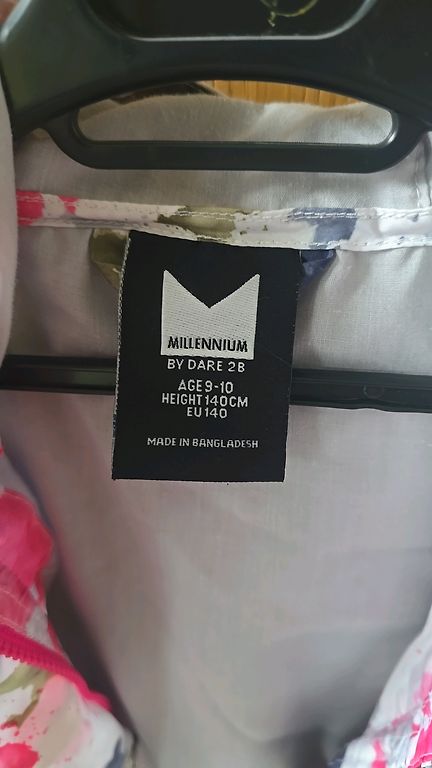 MILLENNIUM
BY DARE 2B
AGE 9-10
HEIGHT 140CM
EU 140
MADE IN BANGLADESH